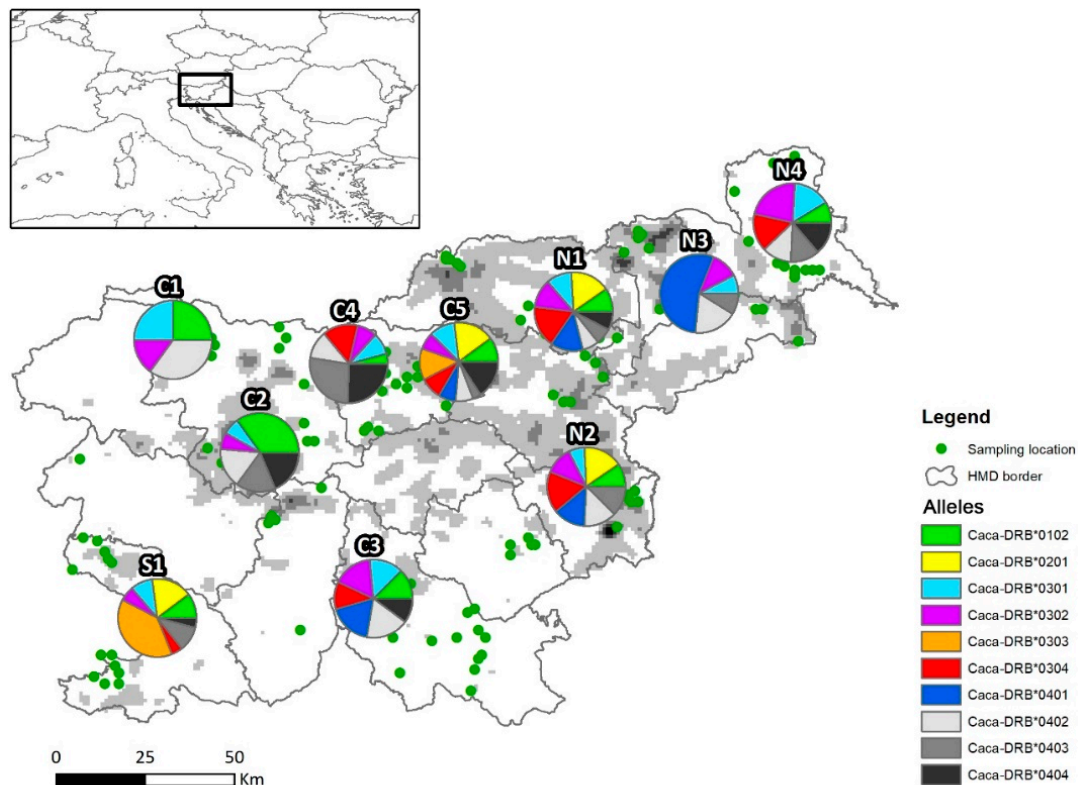 N4
N1
N3
C1
C4
C5
C2
N2
C3
S1
0 25 50
Km
Legend
Sampling location
HMD border
Alleles
Caca-DRB*0102
Caca-DRB*0201
Caca-DRB*0301
Caca-DRB*0302
Caca-DRB*0303
Caca-DRB*0304
Caca-DRB*0401
Caca-DRB*0402
Caca-DRB*0403
Caca-DRB*0404